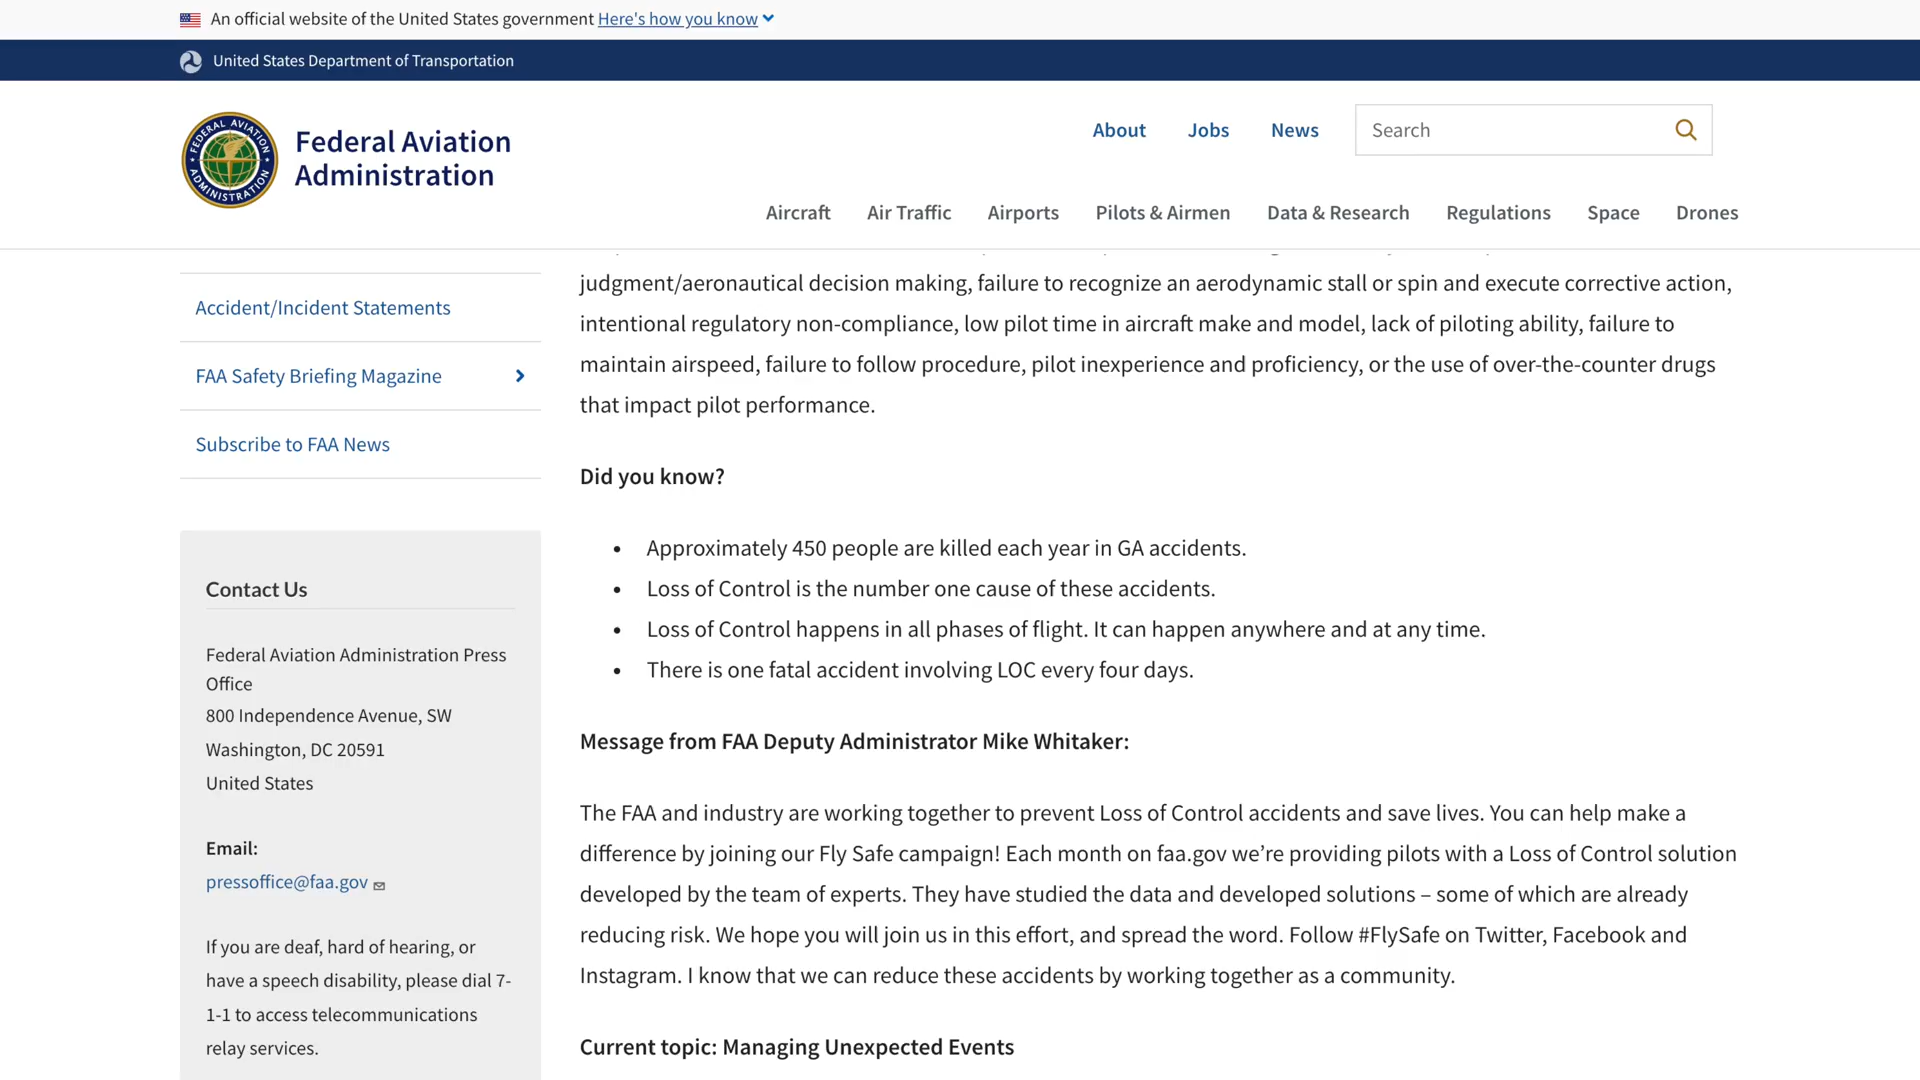 An official website of the United States government Here's how you know
United States Department of Transportation
FEDERAL AVIATION ADMINISTRATION
Federal Aviation
Administration
About
Jobs
News
Search
Aircraft
Air Traffic
Airports
Pilots & Airmen
Data & Research
Regulations
Space
Drones
Accident/Incident Statements
FAA Safety Briefing Magazine
Subscribe to FAA News
Contact Us
Federal Aviation Administration Press
Office
800 Independence Avenue, SW
Washington, DC 20591
United States
Email:
pressoffice@faa.gov
If you are deaf, hard of hearing, or
have a speech disability, please dial 7-
1-1 to access telecommunications
relay services.
judgment/aeronautical decision making, failure to recognize an aerodynamic stall or spin and execute corrective action,
intentional regulatory non-compliance, low pilot time in aircraft make and model, lack of piloting ability, failure to
maintain airspeed, failure to follow procedure, pilot inexperience and proficiency, or the use of over-the-counter drugs
that impact pilot performance.
Did you know?
• Approximately 450 people are killed each year in GA accidents.
• Loss of Control is the number one cause of these accidents.
• Loss of Control happens in all phases of flight. It can happen anywhere and at any time.
• There is one fatal accident involving LOC every four days.
Message from FAA Deputy Administrator Mike Whitaker:
The FAA and industry are working together to prevent Loss of Control accidents and save lives. You can help make a
difference by joining our Fly Safe campaign! Each month on faa.gov we’re providing pilots with a Loss of Control solution
developed by the team of experts. They have studied the data and developed solutions – some of which are already
reducing risk. We hope you will join us in this effort, and spread the word. Follow #FlySafe on Twitter, Facebook and
Instagram. I know that we can reduce these accidents by working together as a community.
Current topic: Managing Unexpected Events